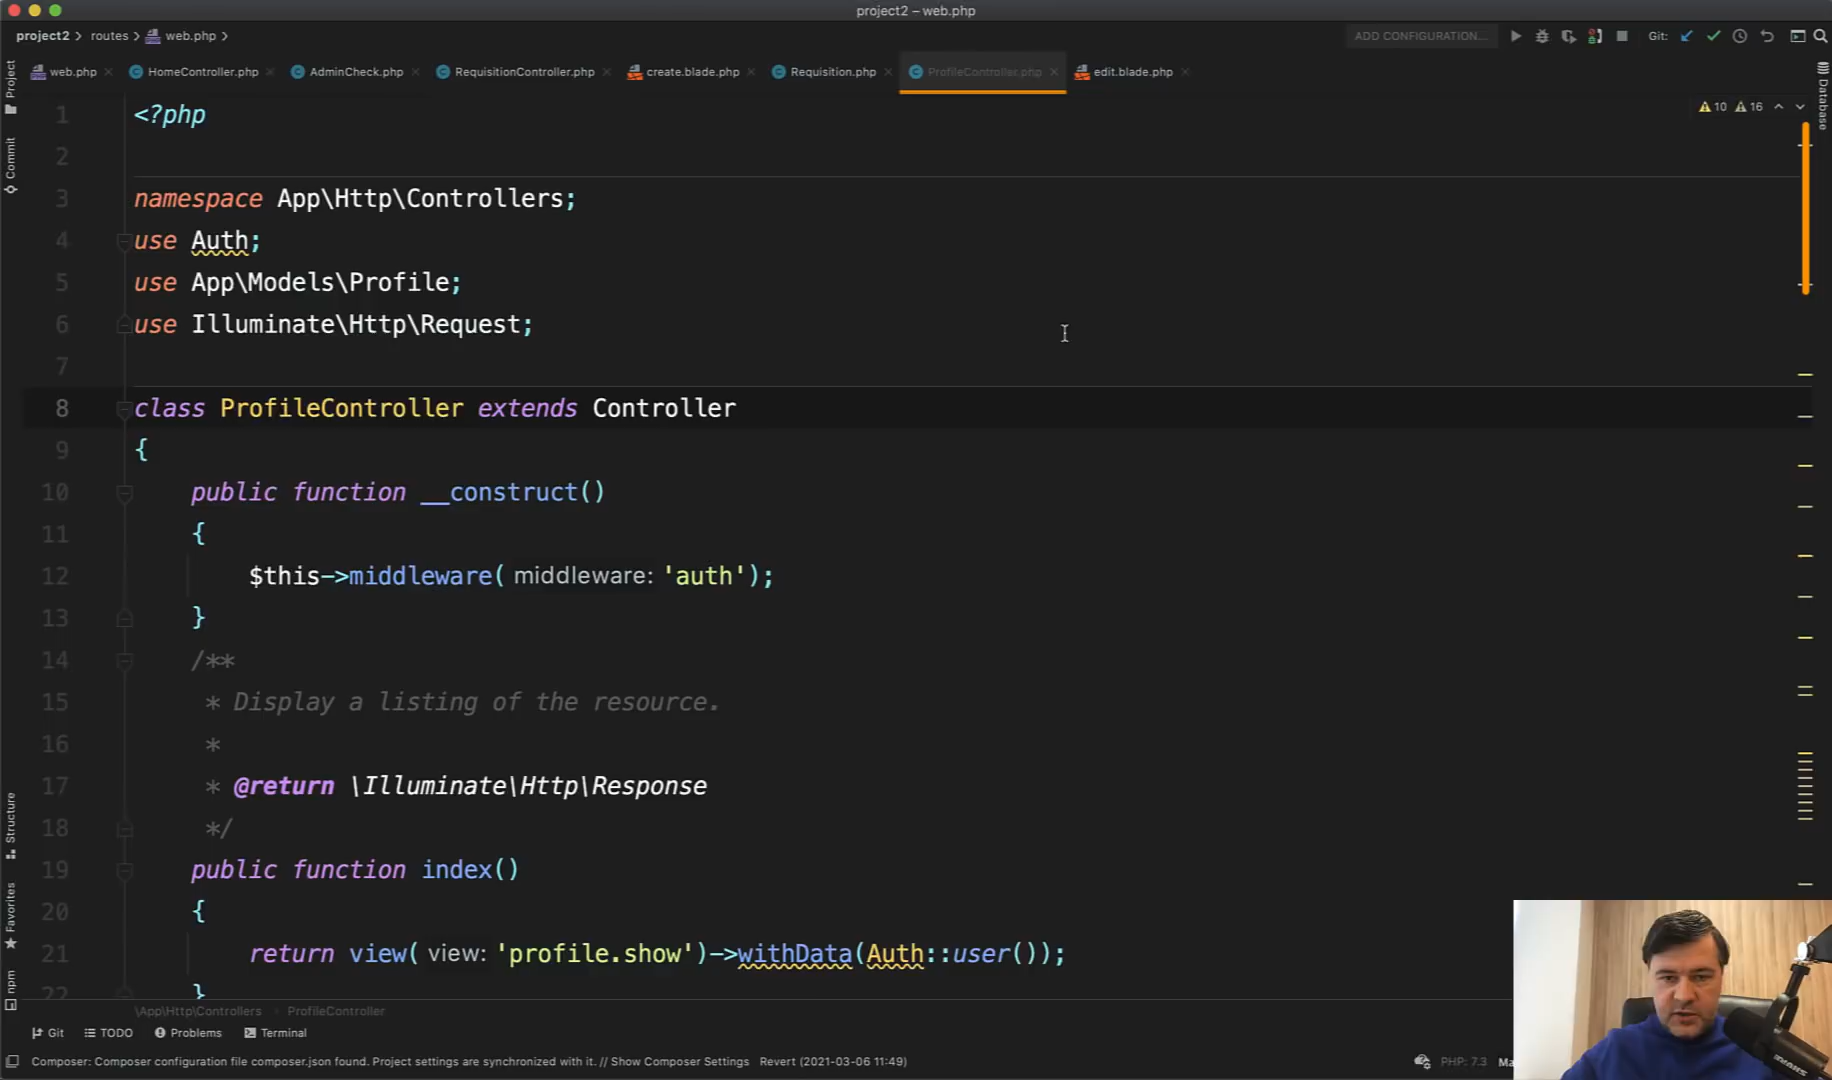 project2 – web.php
project2 routes web.php
ADD CONFIGURATION...
Git:
web.php
HomeController.php
AdminCheck.php
RequisitionController.php
create.blade.php
Requisition.php
ProfileController.php
edit.blade.php
10 16
Project
Commit
Structure
Favorites
npm
Database
1 <?php
2
3 namespace App\Http\Controllers;
4 use Auth;
5 use App\Models\Profile;
6 use Illuminate\Http\Request;
7
8 class ProfileController extends Controller
9 {
10 public function __construct()
11 {
12 $this->middleware( middleware: 'auth');
13 }
14 /**
15 * Display a listing of the resource.
16 *
17 * @return \Illuminate\Http\Response
18 */
19 public function index()
20 {
21 return view( view: 'profile.show')->withData(Auth::user());
22 }
\App\Http\Controllers ProfileController
Git TODO Problems Terminal
Composer: Composer configuration file composer.json found. Project settings are synchronized with it. // Show Composer Settings Revert (2021-03-06 11:49)
PHP: 7.3